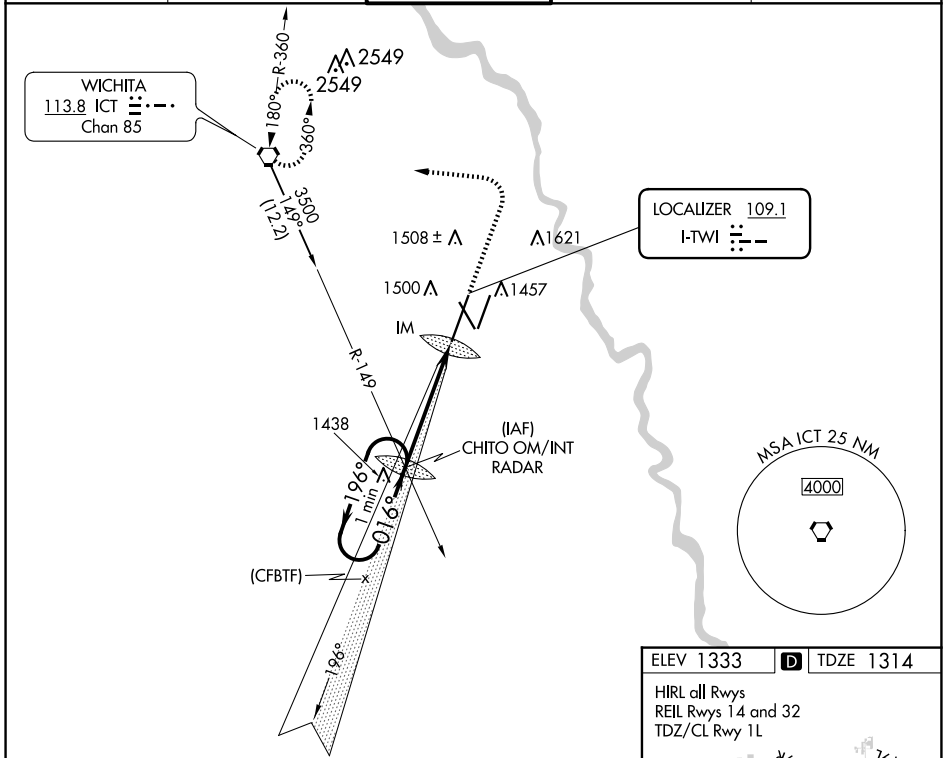 R-360
2549
2549
WICHITA
113.8 ICT
Chan 85
180°
360°
3500
149°
(12.2)
LOCALIZER 109.1
I-TWI
1508 ±
1621
1500
1457
IM
R-149
1438
(IAF)
CHITO OM/INT
RADAR
196°
1 min
016°
MSA ICT 25 NM
4000
(CFBTF)
x
196°
ELEV 1333 D TDZE 1314
HIRL all Rwys
REIL Rwys 14 and 32
TDZ/CL Rwy 1L